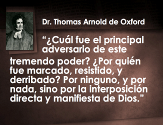 Dr. Thomas Arnold de Oxford
“¿Cuál fue el principal
adversario de este
tremendo poder? ¿Por quién
fue marcado, resistido, y
derribado? Por ninguno, y por
nada, sino por la interposición
directa y manifiesta de Dios.”